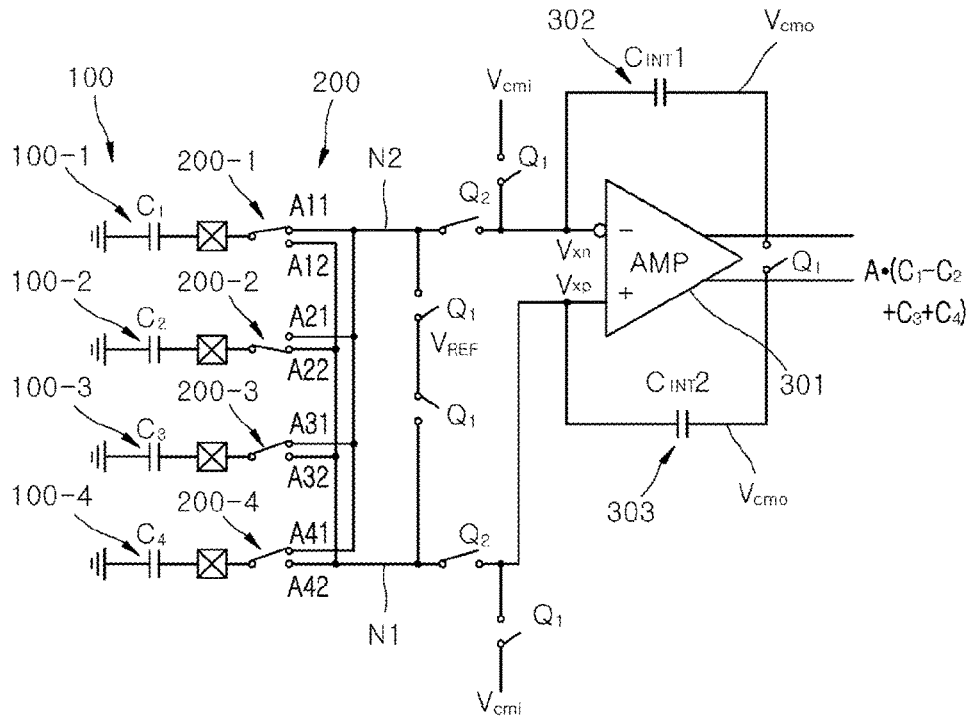 302
CINT1
Vcmo
100
200
Vcmi
100-1
200-1
N2
Q1
C1
A11
Q2
A12
Vxn
−
AMP
Q1
A•(C1-C2
+C3+C4)
100-2
200-2
Vxp
+
C2
A21
Q1
VREF
A22
301
100-3
200-3
CINT2
C3
A31
Q1
A32
303
Vcmo
100-4
200-4
C4
A41
Q2
A42
N1
Q1
Vcmi